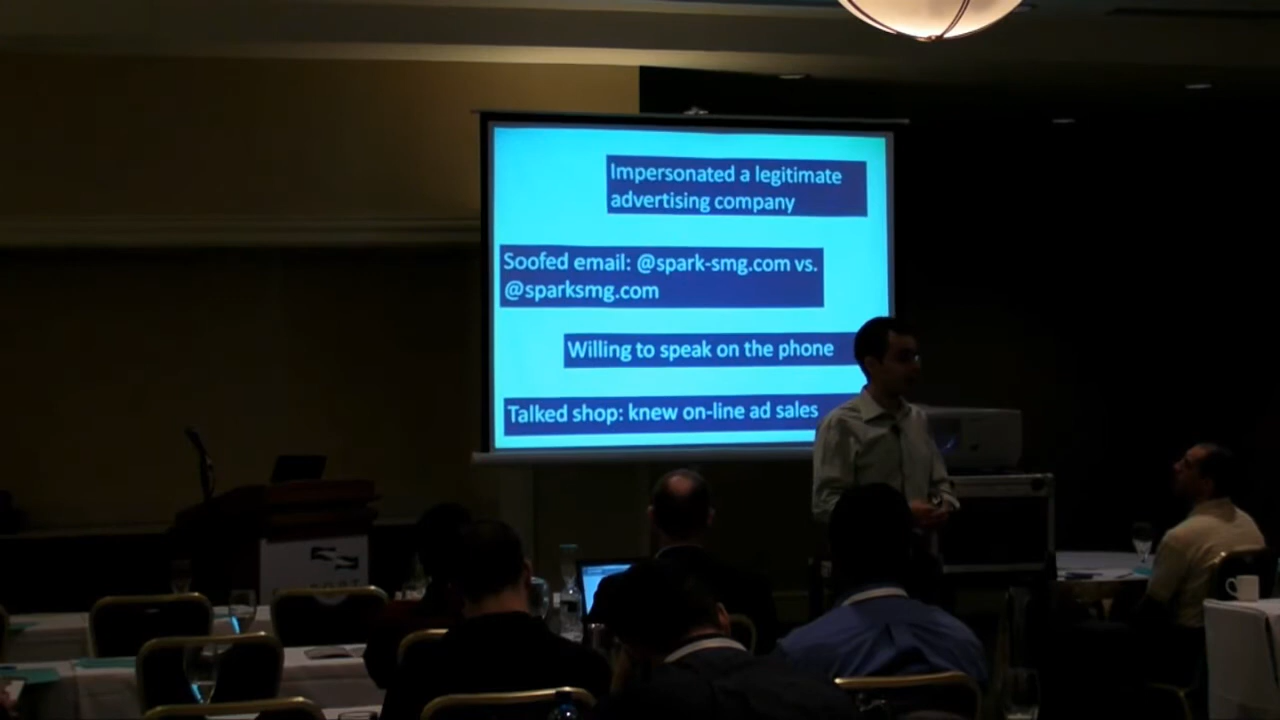 Impersonated a legitimate
advertising company
Soofed email: @spark-smg.com vs.
@sparksmg.com
Willing to speak on the phone
Talked shop: knew on-line ad sales